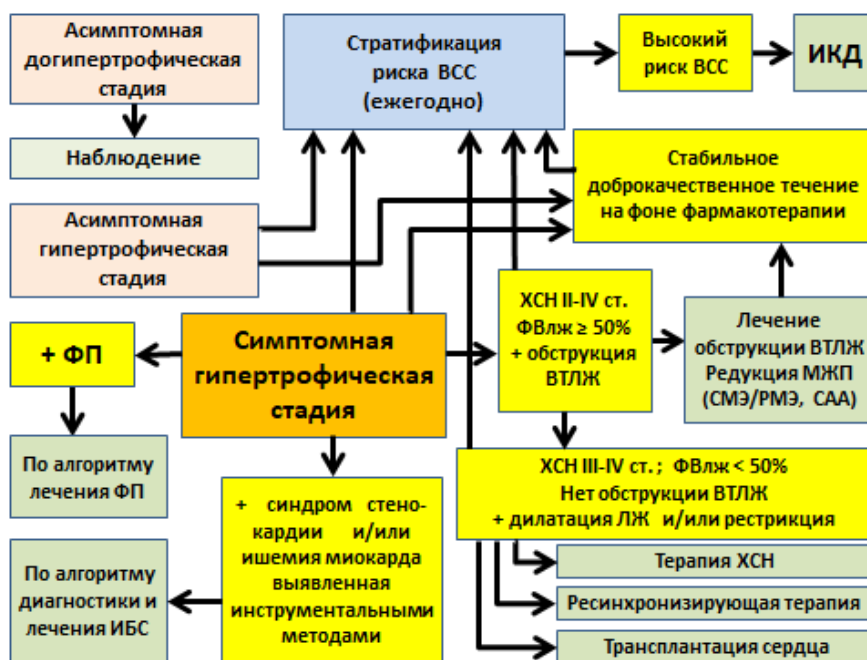 Асимптомная
догипертрофическая
стадия
Стратификация
риска ВСС
(ежегодно)
Высокий
риск ВСС
ИКД
Наблюдение
Стабильное
доброкачественное течение
на фоне фармакотерапии
Асимптомная
гипертрофическая
стадия
ХСН II-IV ст.
ФВлж ≥ 50%
+ обструкция
ВТЛЖ
Лечение
обструкции ВТЛЖ
Редукция МЖП
(СМЭ/РМЭ, САА)
+ ФП
Симптомная
гипертрофическая
стадия
По алгоритму
лечения ФП
ХСН III-IV ст.; ФВлж < 50%
Нет обструкции ВТЛЖ
+ дилатация ЛЖ и/или рестрикция
+ синдром стено-
кардии и/или
ишемия миокарда
выявленная
инструментальными
методами
По алгоритму
диагностики и
лечения ИБС
Терапия ХСН
Ресинхронизирующая терапия
Трансплантация сердца